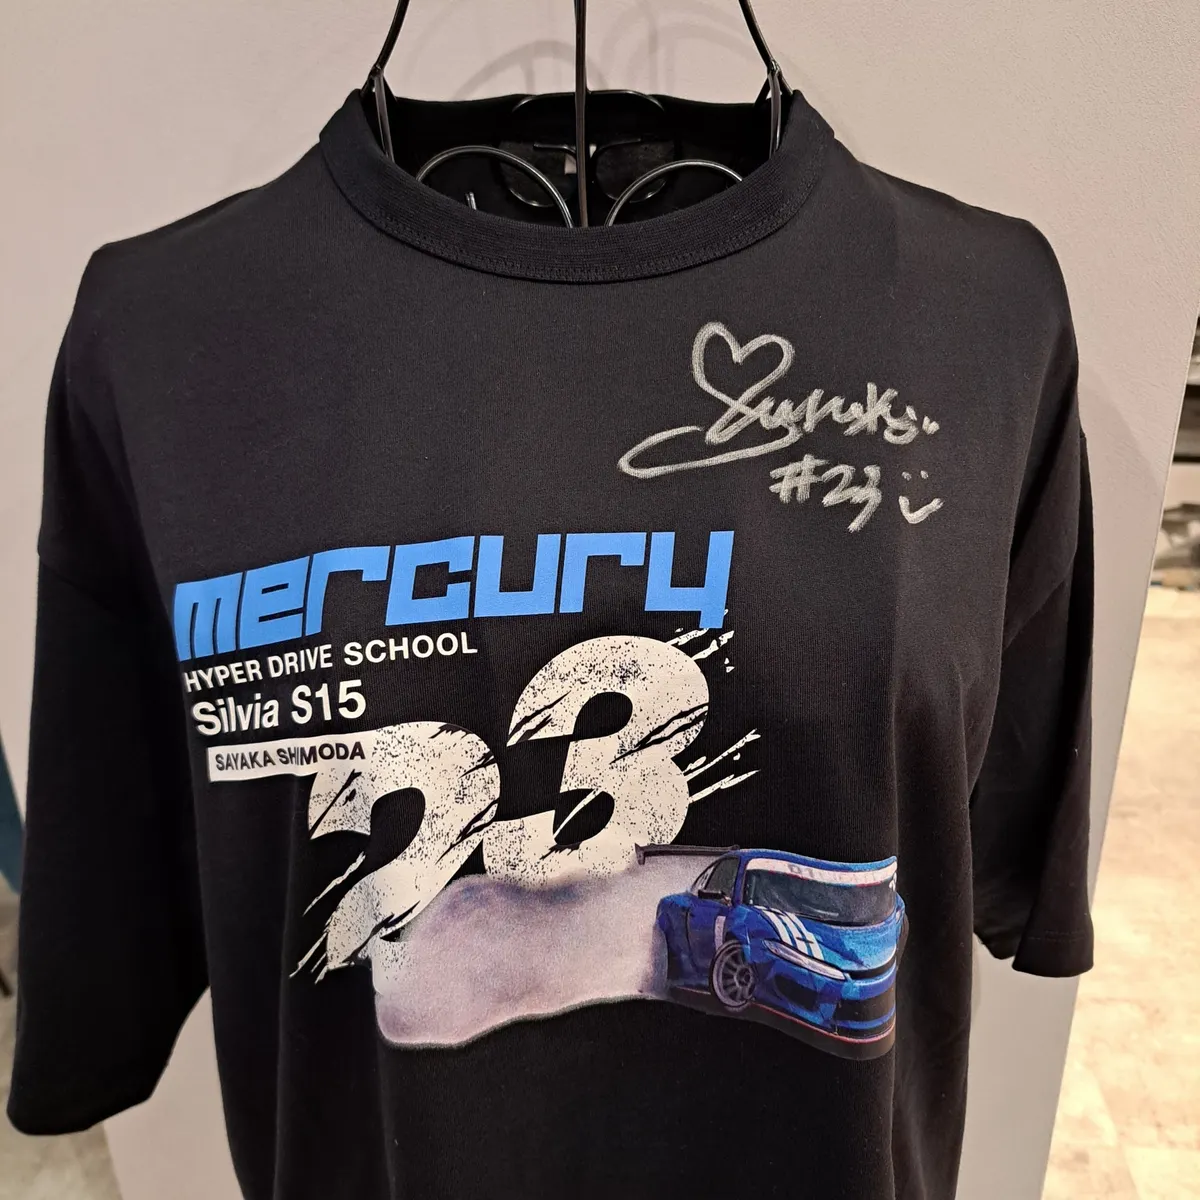 Sayaka
#23
mercury
HYPER DRIVE SCHOOL
Silvia S15
SAYAKA SHIMODA
23